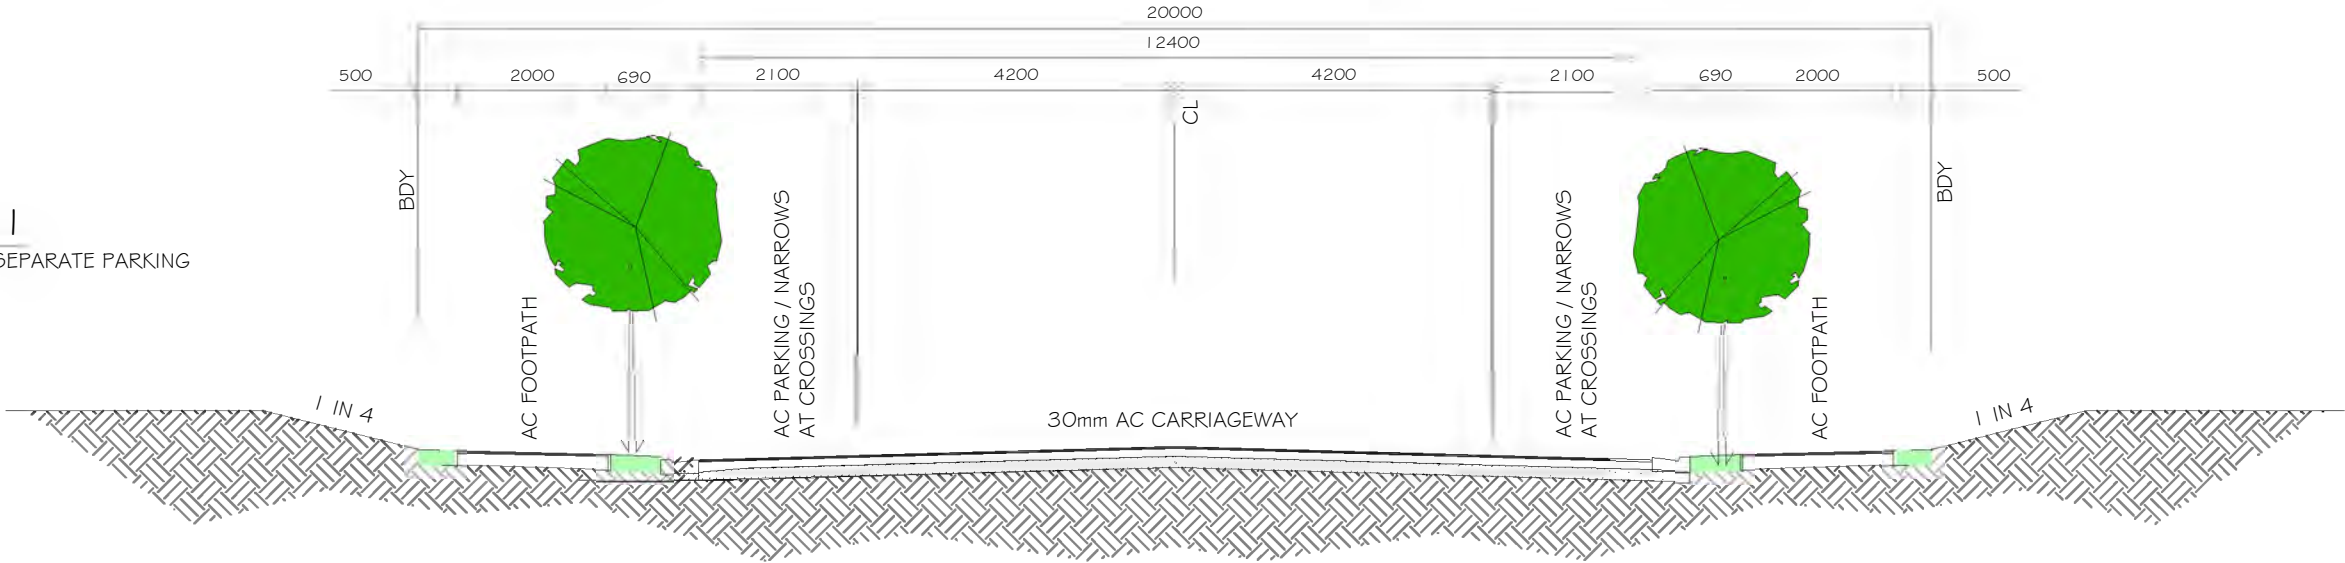 20000
12400
500 2000 690 2100 4200 4200 2100 690 2000 500
CL
BDY
BDY
1
SEPARATE PARKING
AC FOOTPATH
AC PARKING / NARROWS
AT CROSSINGS
AC PARKING / NARROWS
AT CROSSINGS
AC FOOTPATH
1 IN 4
30mm AC CARRIAGEWAY
1 IN 4